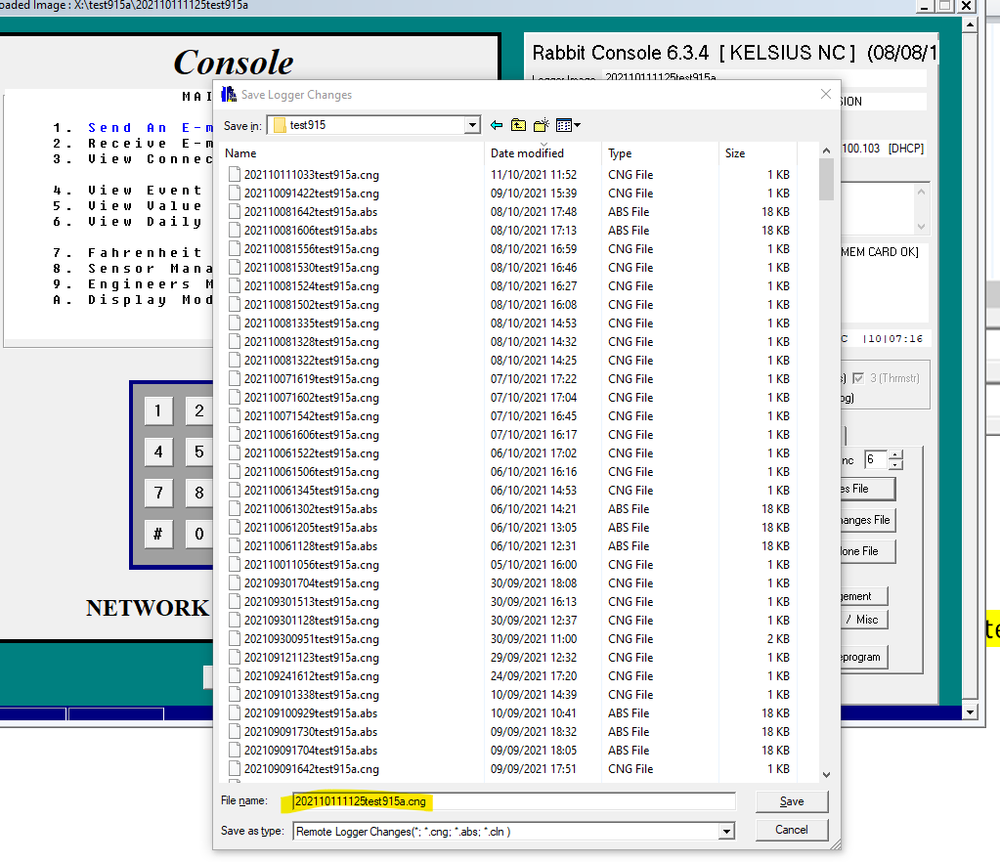 oaded Image : X:\test915a\202110111125test915a
Console
MAI
1. Send An E-m
2. Receive E-m
3. View Connec
4. View Event
5. View Value
6. View Daily
7. Fahrenheit
8. Sensor Mana
9. Engineers M
A. Display Mod
1 2
4 5
7 8
# 0
NETWORK
Rabbit Console 6.3.4 [ KELSIUS NC ] (08/08/1
Logger Image 202110111125test915a
SION
100.103 [DHCP]
MEM CARD OK]
C |10|07:16
s) 3 (Thrmstr)
og)
nc 6
es File
hanges File
lone File
gement
/ Misc
eprogram
te
Save Logger Changes
Save in: test915
Name Date modified Type Size
202110111033test915a.cng 11/10/2021 11:52 CNG File 1 KB
202110091422test915a.cng 09/10/2021 15:39 CNG File 1 KB
202110081642test915a.abs 08/10/2021 17:48 ABS File 18 KB
202110081606test915a.abs 08/10/2021 17:13 ABS File 18 KB
202110081556test915a.cng 08/10/2021 16:59 CNG File 1 KB
202110081530test915a.cng 08/10/2021 16:46 CNG File 1 KB
202110081524test915a.cng 08/10/2021 16:27 CNG File 1 KB
202110081502test915a.cng 08/10/2021 16:08 CNG File 1 KB
202110081335test915a.cng 08/10/2021 14:53 CNG File 1 KB
202110081328test915a.cng 08/10/2021 14:32 CNG File 1 KB
202110081322test915a.cng 08/10/2021 14:25 CNG File 1 KB
202110071619test915a.cng 07/10/2021 17:22 CNG File 1 KB
202110071602test915a.cng 07/10/2021 17:04 CNG File 1 KB
202110071542test915a.cng 07/10/2021 16:45 CNG File 1 KB
202110061606test915a.cng 07/10/2021 16:17 CNG File 1 KB
202110061522test915a.cng 06/10/2021 17:02 CNG File 1 KB
202110061506test915a.cng 06/10/2021 16:16 CNG File 1 KB
202110061345test915a.cng 06/10/2021 14:53 CNG File 1 KB
202110061302test915a.abs 06/10/2021 14:21 ABS File 18 KB
202110061205test915a.abs 06/10/2021 13:05 ABS File 18 KB
202110061128test915a.abs 06/10/2021 12:31 ABS File 18 KB
202110011056test915a.cng 05/10/2021 16:00 CNG File 1 KB
202109301704test915a.cng 30/09/2021 18:08 CNG File 1 KB
202109301513test915a.cng 30/09/2021 16:13 CNG File 1 KB
202109301128test915a.cng 30/09/2021 12:37 CNG File 1 KB
202109300951test915a.cng 30/09/2021 11:00 CNG File 2 KB
202109121123test915a.cng 29/09/2021 12:32 CNG File 1 KB
202109241612test915a.cng 24/09/2021 17:20 CNG File 1 KB
202109101338test915a.cng 10/09/2021 14:39 CNG File 1 KB
202109100929test915a.abs 10/09/2021 10:41 ABS File 18 KB
202109091730test915a.abs 09/09/2021 18:32 ABS File 18 KB
202109091704test915a.abs 09/09/2021 18:05 ABS File 18 KB
202109091642test915a.cng 09/09/2021 17:51 CNG File 1 KB
File name: 202110111125test915a.cng Save
Save as type: Remote Logger Changes(*; *.cng; *.abs; *.cln ) Cancel